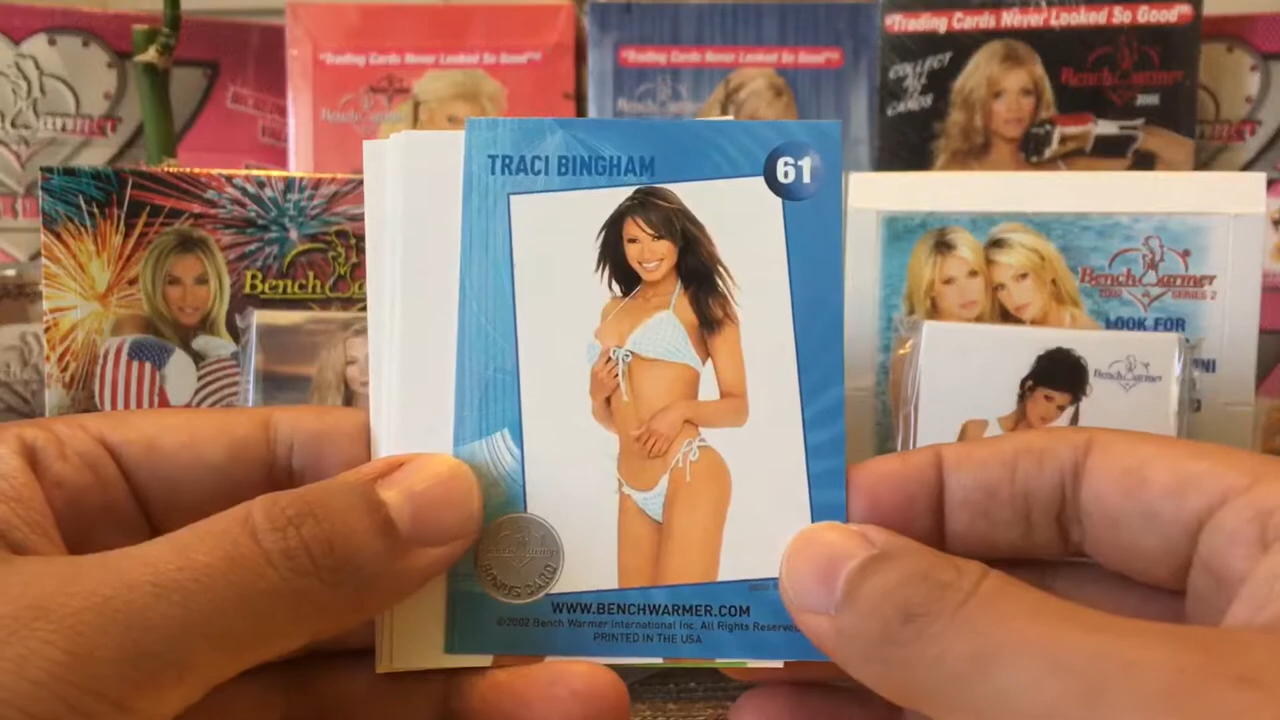 "Trading Cards Never Looked So Good"
"Trading Cards Never Looked So Good"
"Trading Cards Never Looked So Good"
COLLECT
ALL
CARDS
BenchWarmer
Bench
BenchWarmer
2002 SERIES 2
LOOK FOR
BenchWarmer
TRACI BINGHAM
61
BONUS CARD
WWW.BENCHWARMER.COM
©2002 Bench Warmer International Inc. All Rights Reserve
PRINTED IN THE USA